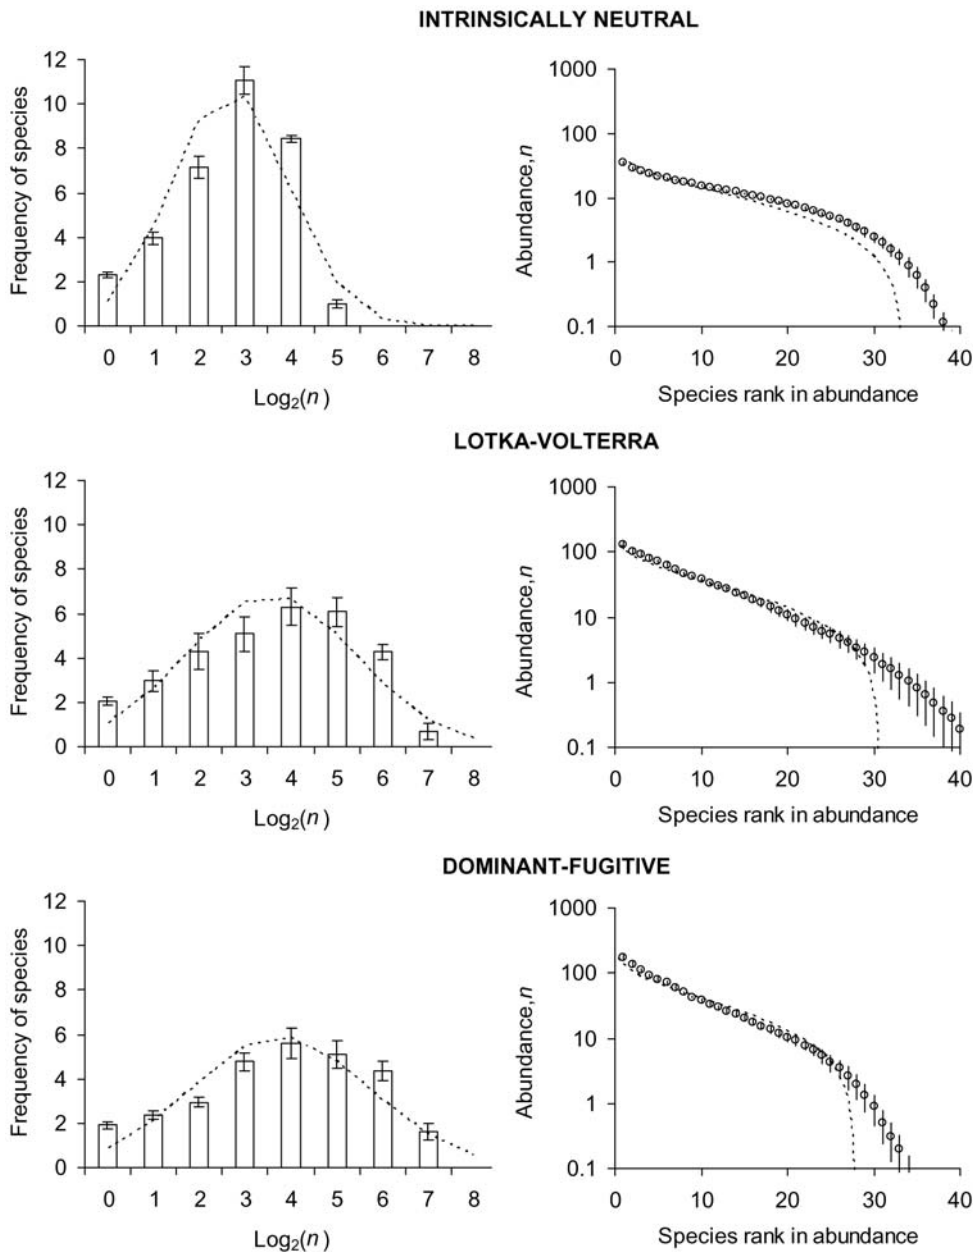 INTRINSICALLY NEUTRAL
Frequency of species
12
10
8
6
4
2
0
0 1 2 3 4 5 6 7 8
Log2(n)
Abundance,n
1000
100
10
1
0.1
0 10 20 30 40
Species rank in abundance
LOTKA-VOLTERRA
Frequency of species
12
10
8
6
4
2
0
0 1 2 3 4 5 6 7 8
Log2(n)
Abundance,n
1000
100
10
1
0.1
0 10 20 30 40
Species rank in abundance
DOMINANT-FUGITIVE
Frequency of species
12
10
8
6
4
2
0
0 1 2 3 4 5 6 7 8
Log2(n)
Abundance,n
1000
100
10
1
0.1
0 10 20 30 40
Species rank in abundance